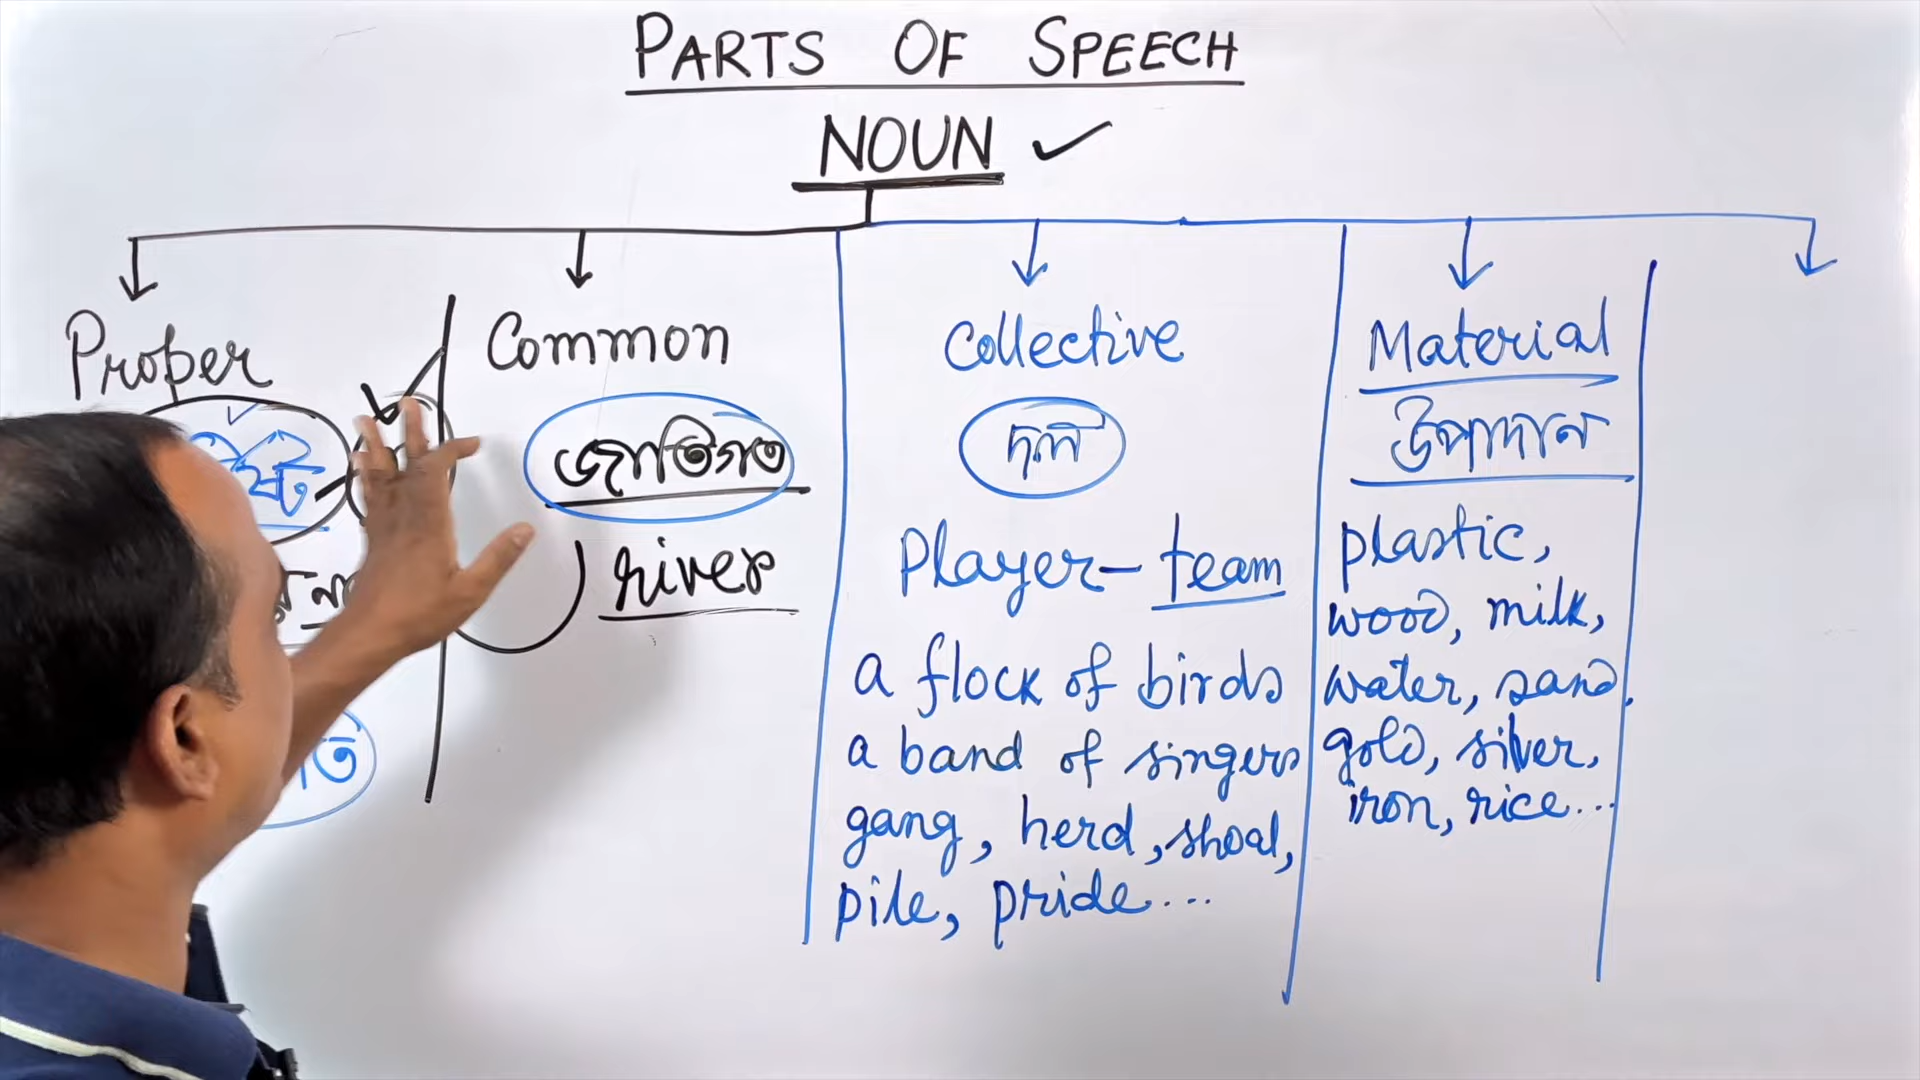 PARTS OF SPEECH
NOUN
Proper
Common
Collective
Material
জাতিগত
দল
উপাদান
river
Player - team
a flock of birds
a band of singers
gang, herd, shoal,
pile, pride...
plastic,
wood, milk,
water, sand,
gold, silver,
iron, rice...